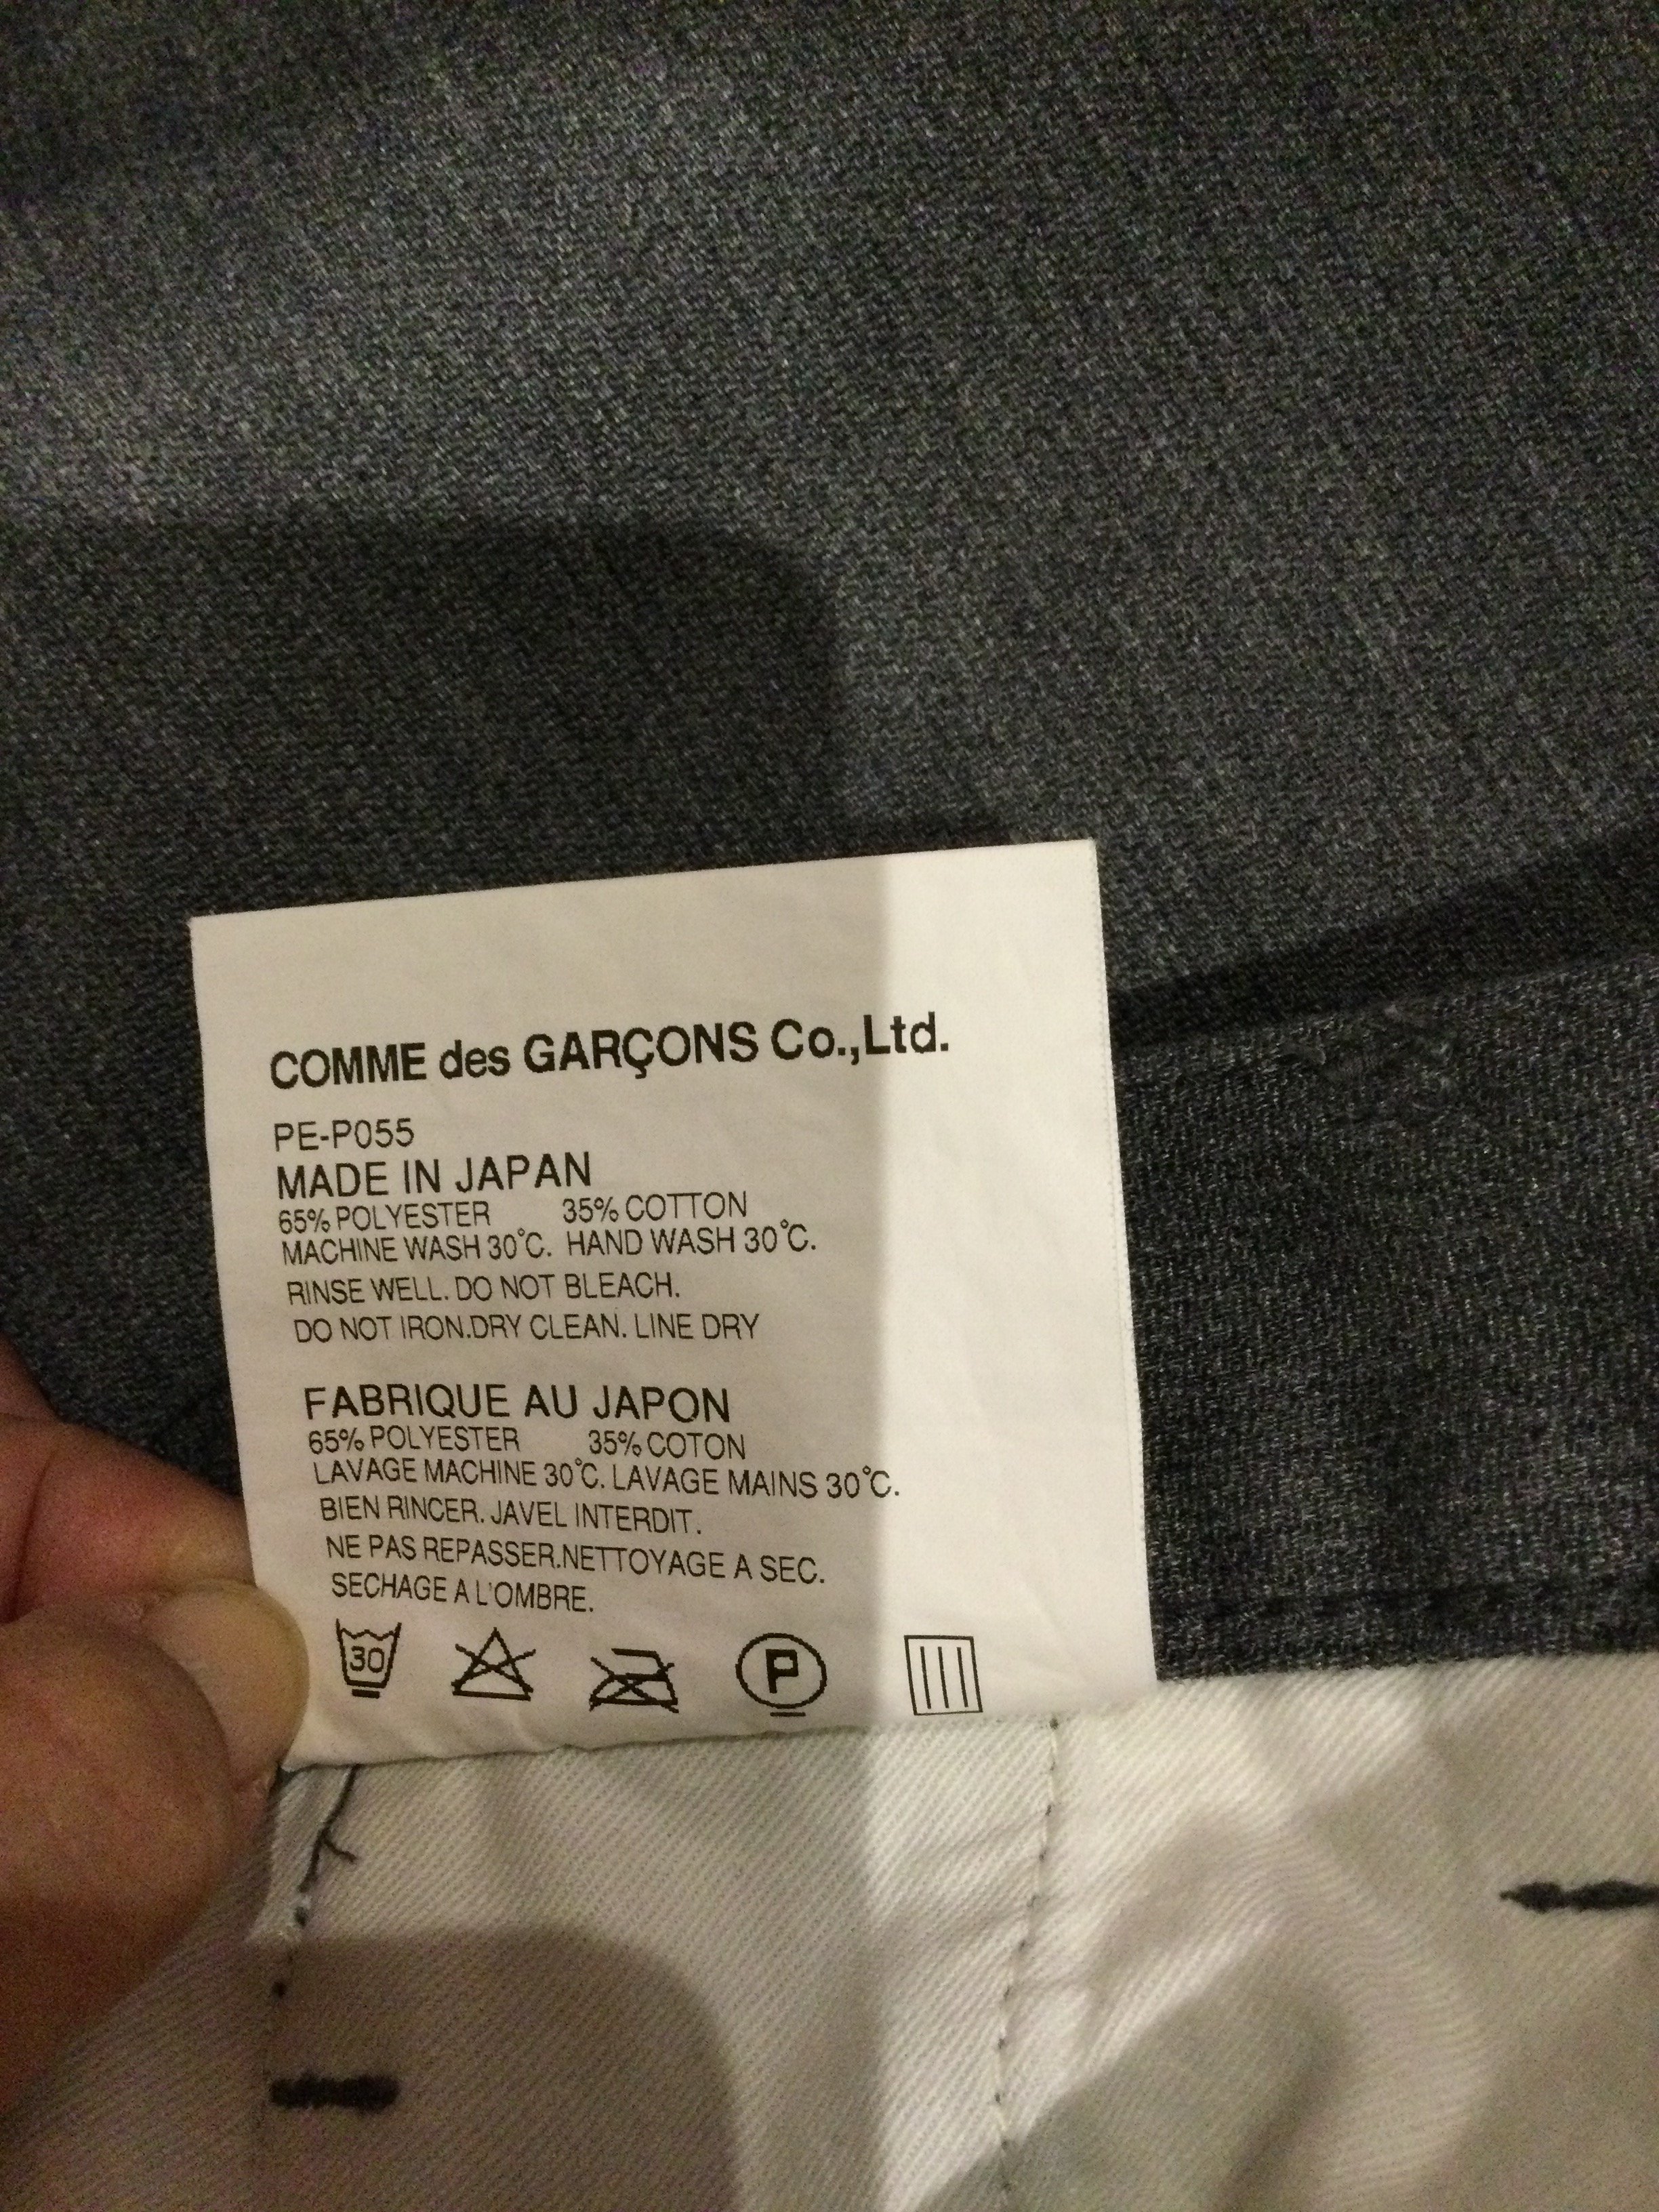 COMME des GARÇONS Co.,Ltd.
PE-P055
MADE IN JAPAN
65% POLYESTER 35% COTTON
MACHINE WASH 30℃. HAND WASH 30℃.
RINSE WELL. DO NOT BLEACH.
DO NOT IRON.DRY CLEAN. LINE DRY
FABRIQUE AU JAPON
65% POLYESTER 35% COTON
LAVAGE MACHINE 30℃. LAVAGE MAINS 30℃.
BIEN RINCER. JAVEL INTERDIT.
NE PAS REPASSER.NETTOYAGE A SEC.
SECHAGE A L'OMBRE.
30 P